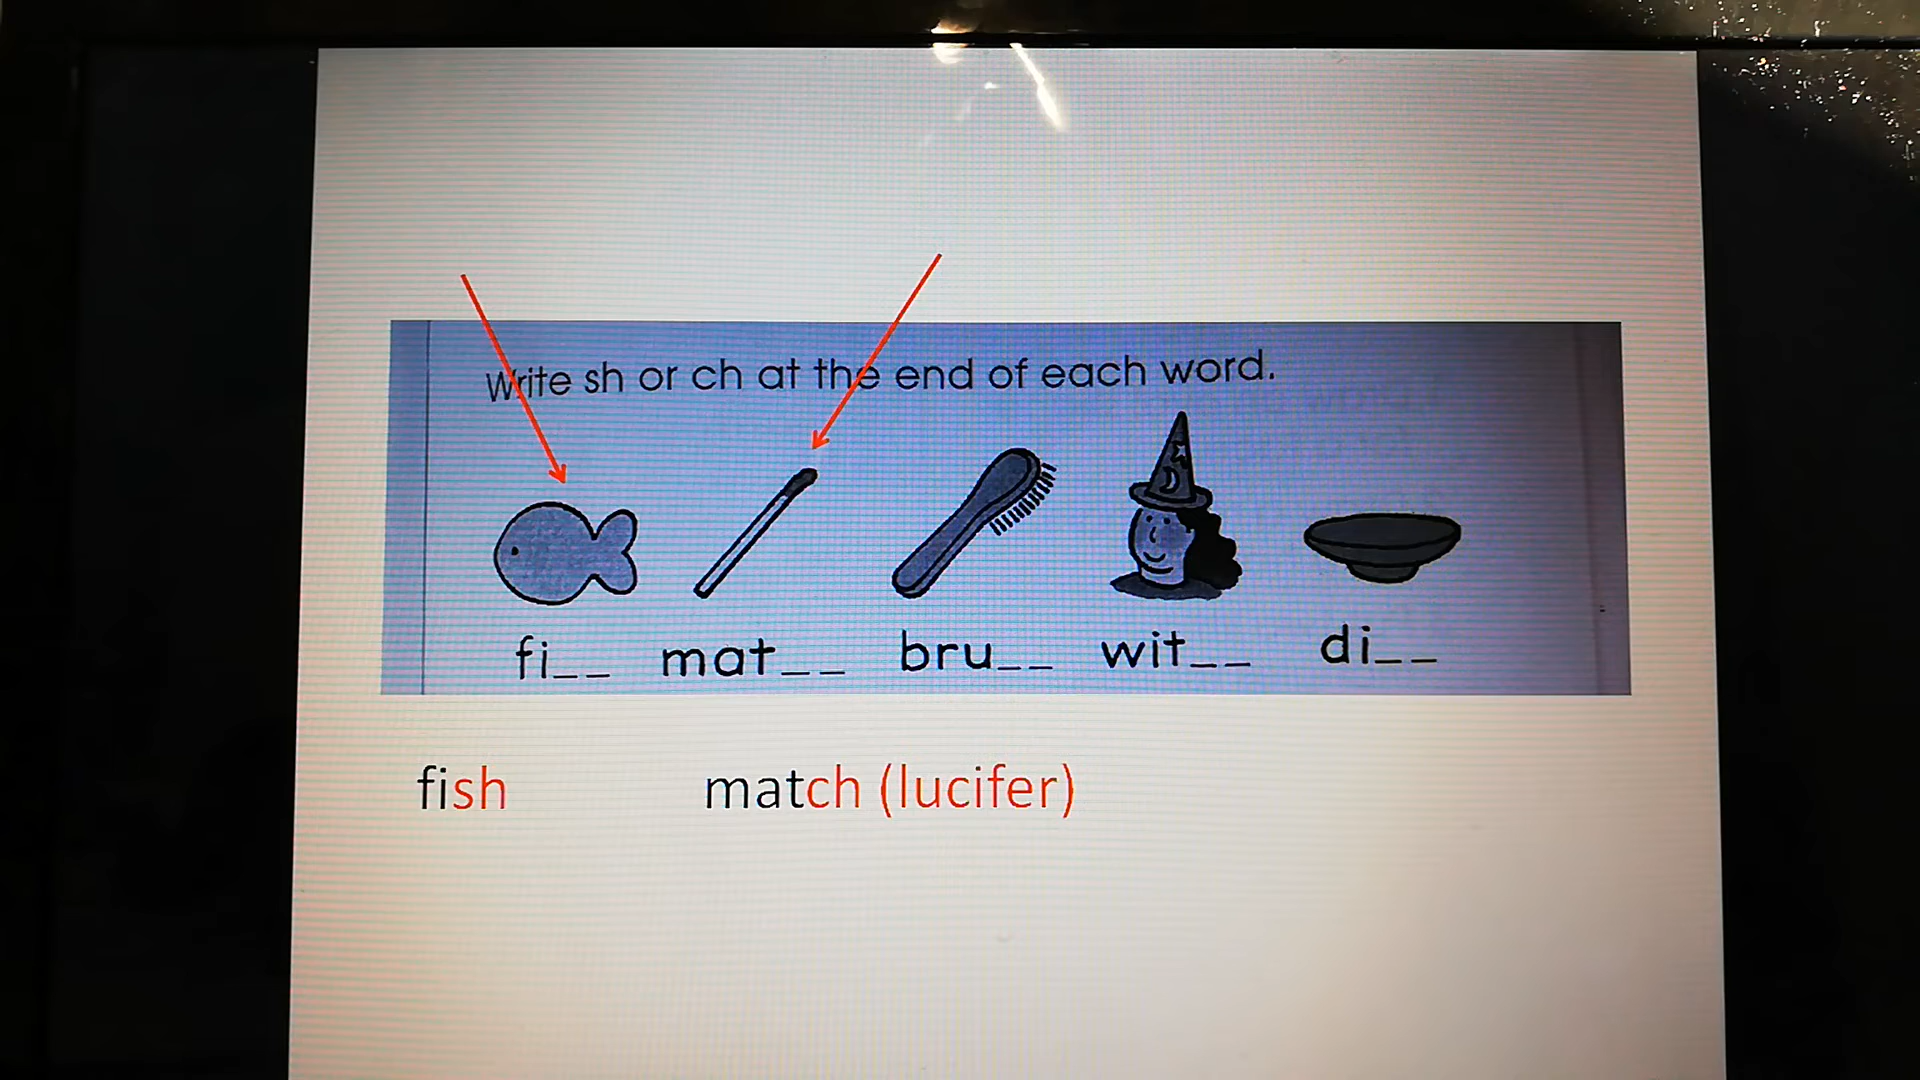 Write sh or ch at the end of each word.
fi__ mat__ bru__ wit__ di__
fish match (lucifer)